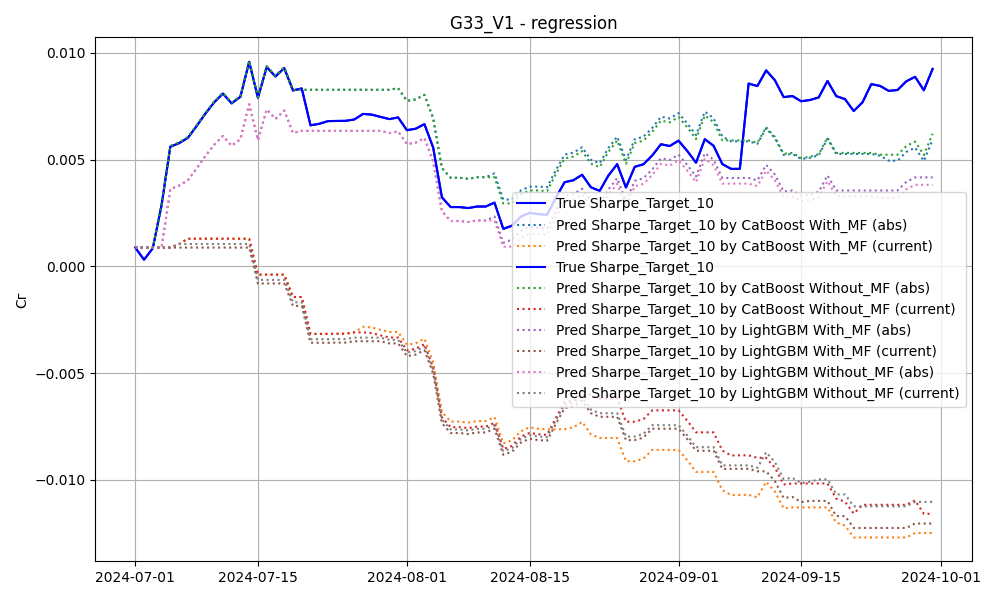 G33_V1 - regression
0.010
0.005
0.000
−0.005
−0.010
Cr
True Sharpe_Target_10
Pred Sharpe_Target_10 by CatBoost With_MF (abs)
Pred Sharpe_Target_10 by CatBoost With_MF (current)
True Sharpe_Target_10
Pred Sharpe_Target_10 by CatBoost Without_MF (abs)
Pred Sharpe_Target_10 by CatBoost Without_MF (current)
Pred Sharpe_Target_10 by LightGBM With_MF (abs)
Pred Sharpe_Target_10 by LightGBM With_MF (current)
Pred Sharpe_Target_10 by LightGBM Without_MF (abs)
Pred Sharpe_Target_10 by LightGBM Without_MF (current)
2024-07-01 2024-07-15 2024-08-01 2024-08-15 2024-09-01 2024-09-15 2024-10-01